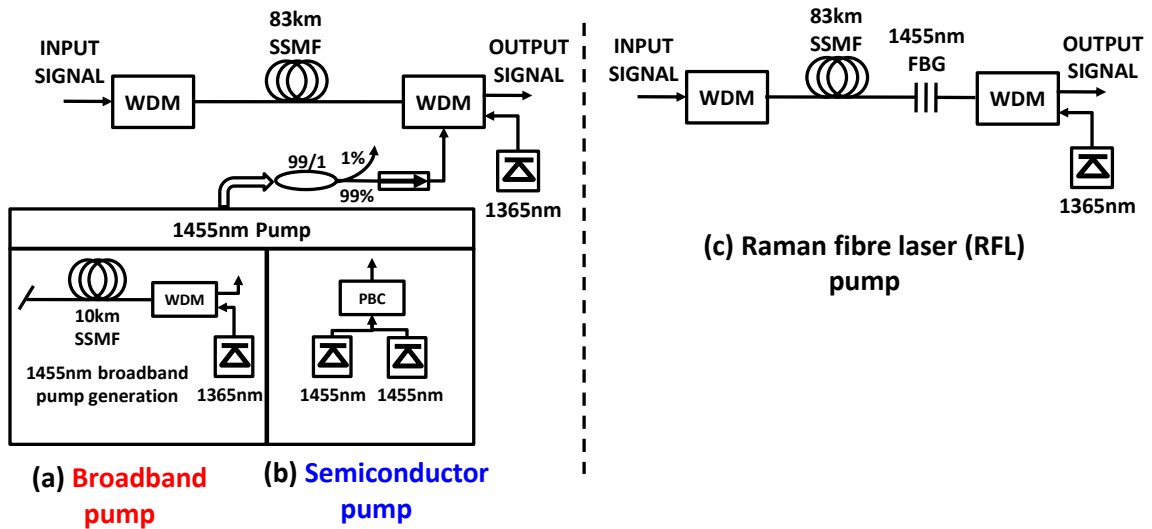 83km
SSMF
INPUT
SIGNAL
OUTPUT
SIGNAL
WDM
WDM
99/1
1%
99%
1365nm
1455nm Pump
10km
SSMF
WDM
1455nm broadband
pump generation
1365nm
PBC
1455nm
1455nm
(a) Broadband
pump
(b) Semiconductor
pump
83km
SSMF
1455nm
FBG
INPUT
SIGNAL
OUTPUT
SIGNAL
WDM
WDM
1365nm
(c) Raman fibre laser (RFL)
pump